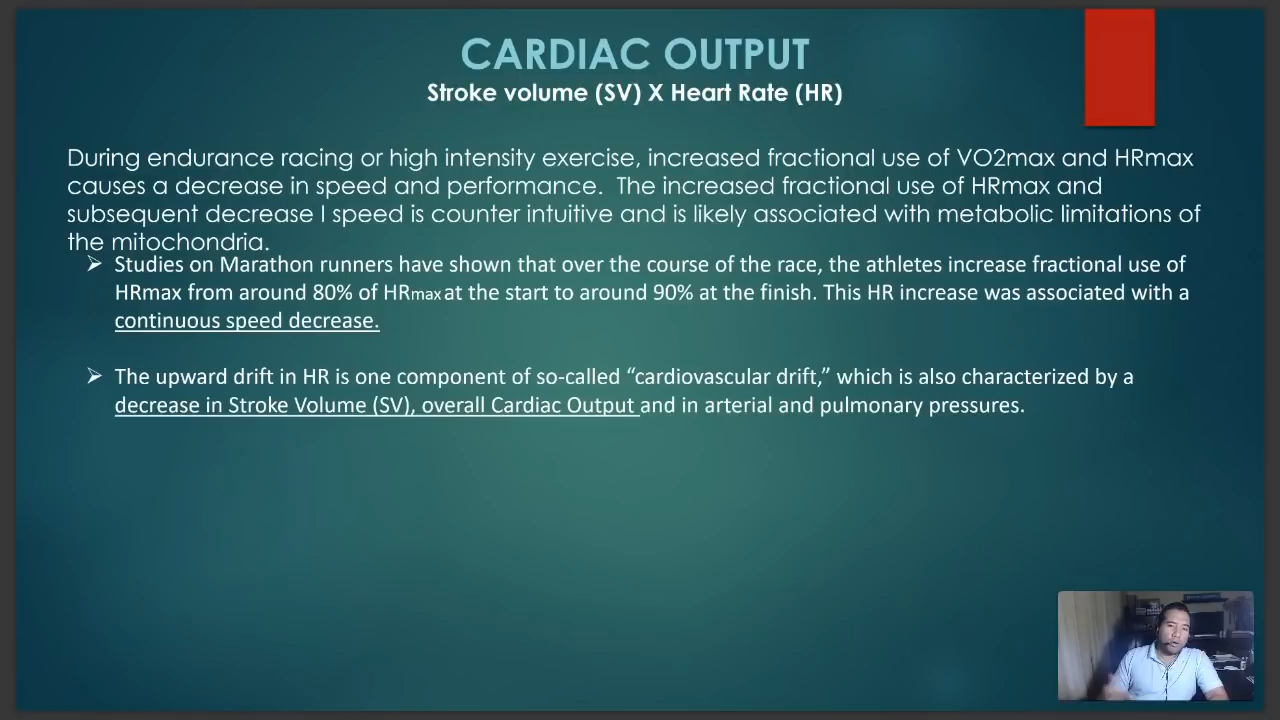 CARDIAC OUTPUT
Stroke volume (SV) X Heart Rate (HR)
During endurance racing or high intensity exercise, increased fractional use of VO2max and HRmax
causes a decrease in speed and performance.  The increased fractional use of HRmax and
subsequent decrease I speed is counter intuitive and is likely associated with metabolic limitations of
the mitochondria.
➢ Studies on Marathon runners have shown that over the course of the race, the athletes increase fractional use of
HRmax from around 80% of HRmax at the start to around 90% at the finish. This HR increase was associated with a
continuous speed decrease.
➢ The upward drift in HR is one component of so-called “cardiovascular drift,” which is also characterized by a
decrease in Stroke Volume (SV), overall Cardiac Output and in arterial and pulmonary pressures.